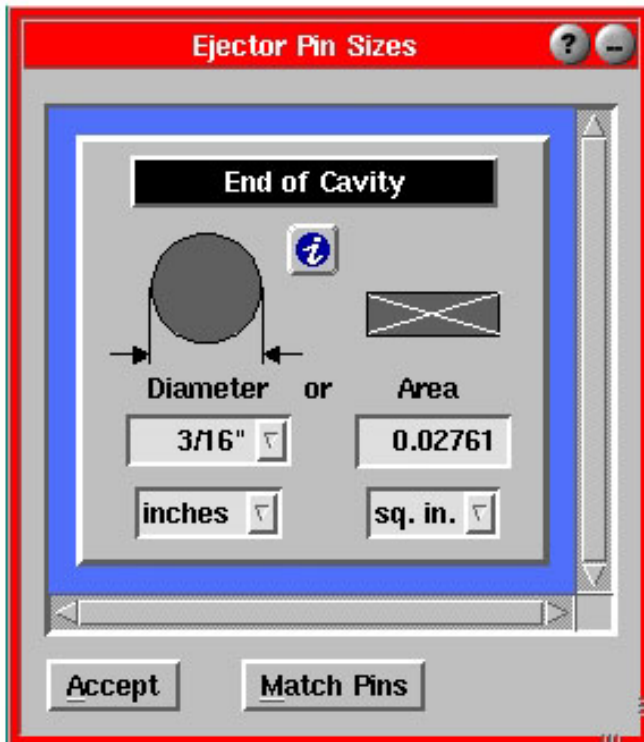 Ejector Pin Sizes ? –
End of Cavity
i
Diameter or Area
3/16" 0.02761
inches sq. in.
Accept Match Pins